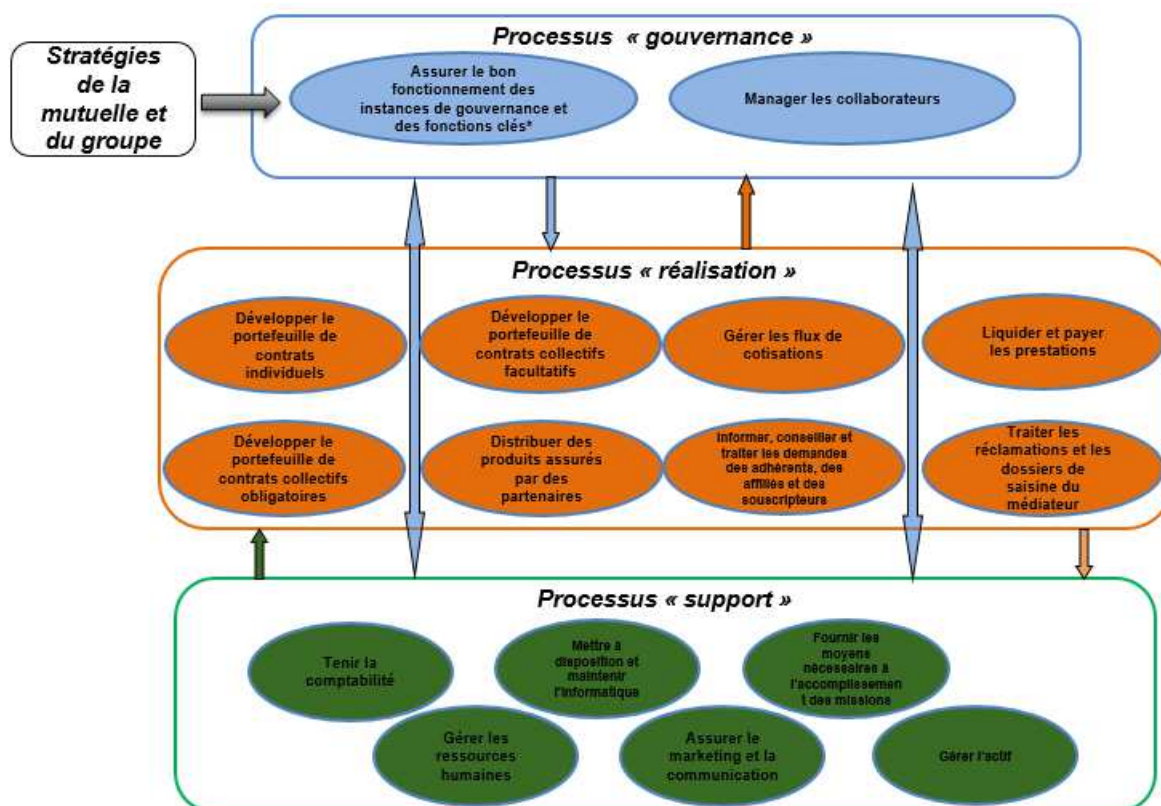 Processus « gouvernance »
Stratégies
de la
mutuelle et
du groupe
Assurer le bon
fonctionnement des
instances de gouvernance et
des fonctions clés*
Manager les collaborateurs
Processus « réalisation »
Développer le
portefeuille de
contrats
individuels
Développer le
portefeuille de
contrats collectifs
facultatifs
Gérer les flux de
cotisations
Liquider et payer
les prestations
Développer le
portefeuille de
contrats collectifs
obligatoires
Distribuer des
produits assurés
par des
partenaires
Informer, conseiller et
traiter les demandes
des adhérents, des
affiliés et des
souscripteurs
Traiter les
réclamations et les
dossiers de
saisine du
médiateur
Processus « support »
Tenir la
comptabilité
Mettre à
disposition et
maintenir
l'informatique
Fournir les
moyens
nécessaires à
l'accomplissemen
t des missions
Gérer les
ressources
humaines
Assurer le
marketing et la
communication
Gérer l'actif